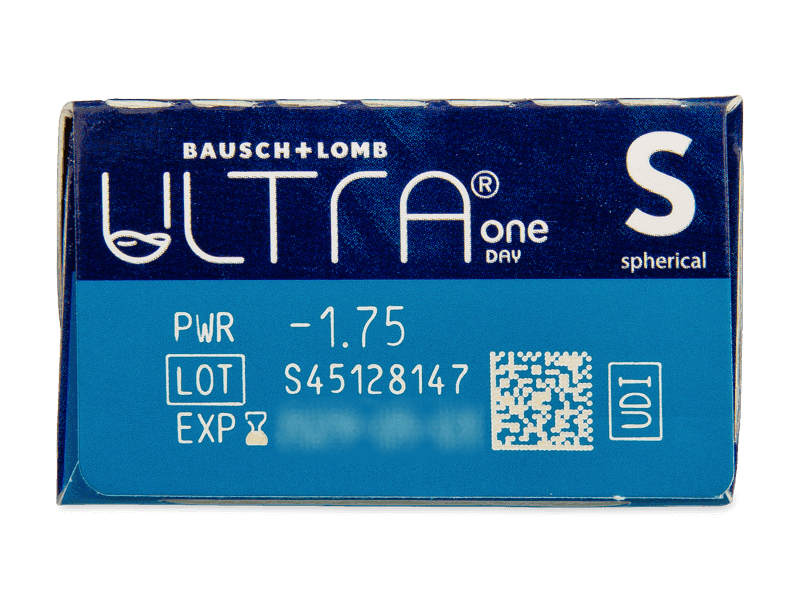 BAUSCH+LOMB
ULTRA® one DAY
S
spherical
PWR -1.75
LOT S45128147
EXP
UDI